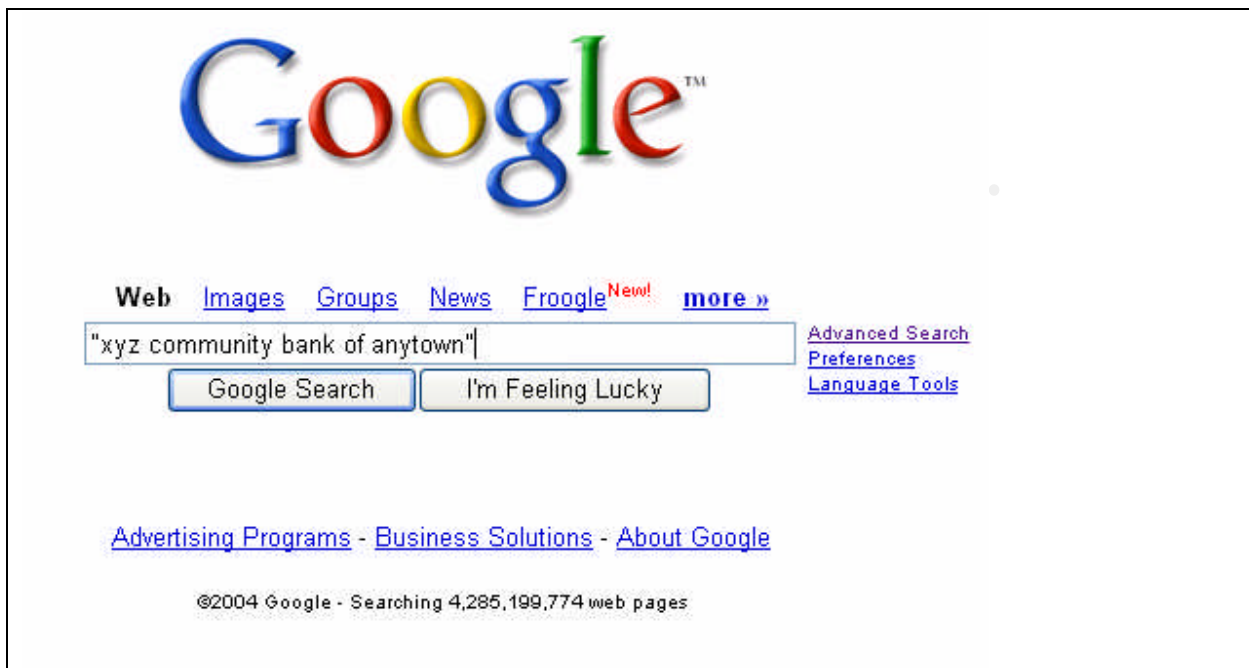 Google™
Web Images Groups News Froogle New! more »
"xyz community bank of anytown"
Advanced Search
Preferences
Language Tools
Google Search I'm Feeling Lucky
Advertising Programs - Business Solutions - About Google
©2004 Google - Searching 4,285,199,774 web pages